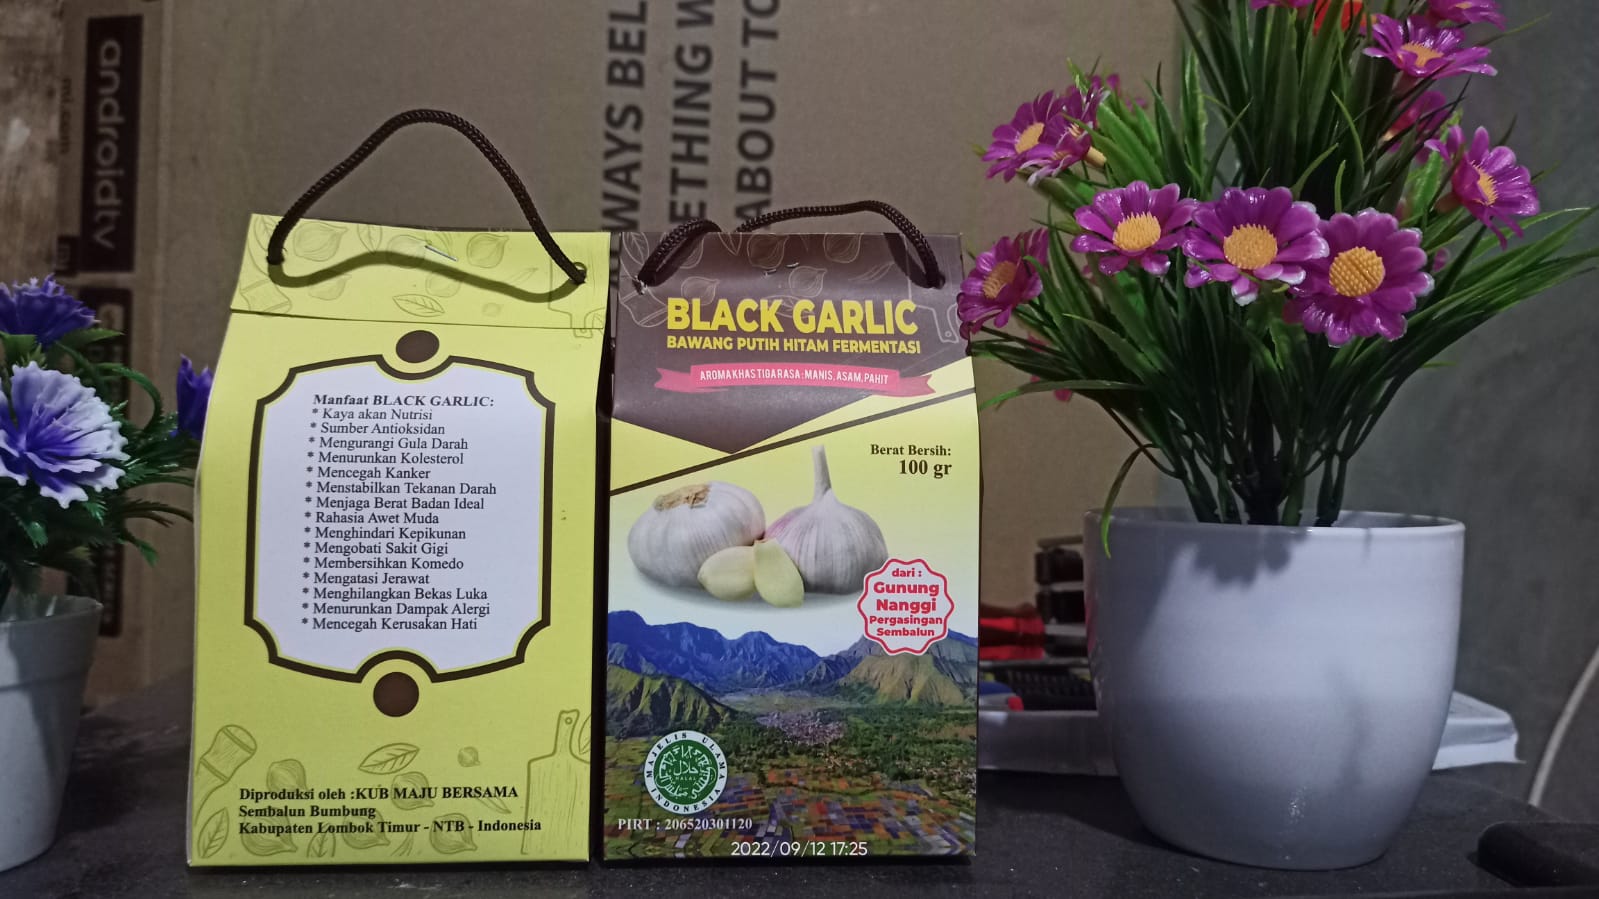 androidtv
mi.com
WAYS BEL
ETHING W
ABOUT TO
Manfaat BLACK GARLIC:
* Kaya akan Nutrisi
* Sumber Antioksidan
* Mengurangi Gula Darah
* Menurunkan Kolesterol
* Mencegah Kanker
* Menstabilkan Tekanan Darah
* Menjaga Berat Badan Ideal
* Rahasia Awet Muda
* Menghindari Kepikunan
* Mengobati Sakit Gigi
* Membersihkan Komedo
* Mengatasi Jerawat
* Menghilangkan Bekas Luka
* Menurunkan Dampak Alergi
* Mencegah Kerusakan Hati
Diproduksi oleh :KUB MAJU BERSAMA
Sembalun Bumbung
Kabupaten Lombok Timur - NTB - Indonesia
BLACK GARLIC
BAWANG PUTIH HITAM FERMENTASI
AROMA KHAS TIGA RASA : MANIS, ASAM, PAHIT
Berat Bersih:
100 gr
dari :
Gunung
Nanggi
Pergasingan
Sembalun
MAJELIS ULAMA INDONESIA
حلال
HALAL
PIRT : 206520301120
2022/09/12 17:25